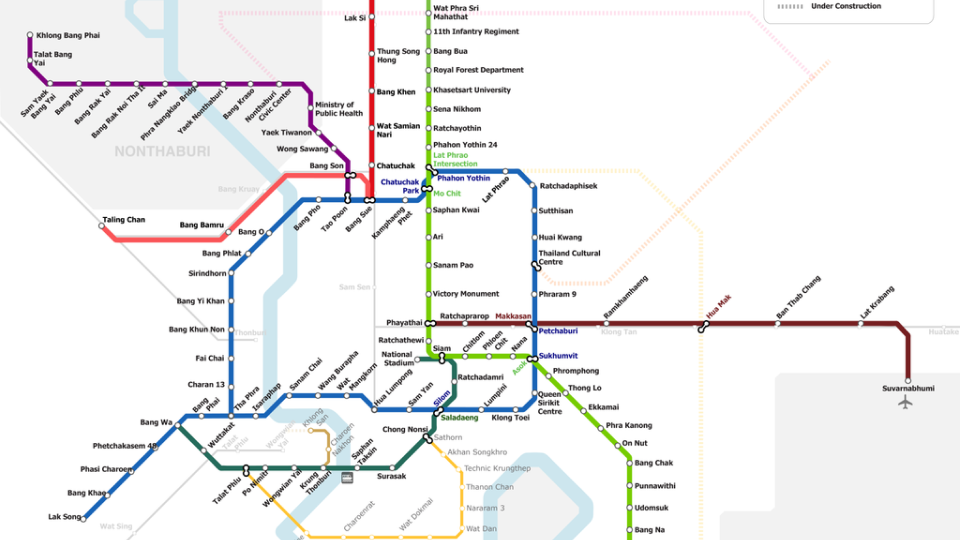 Under Construction
Wat Phra Sri
Mahathat
11th Infantry Regiment
Bang Bua
Royal Forest Department
Khasetsart University
Sena Nikhom
Ratchayothin
Phahon Yothin 24
Lat Phrao
Intersection
Phahon Yothin
Lat Phrao
Chatuchak
Park
Mo Chit
Saphan Kwai
Ari
Sanam Pao
Victory Monument
Phayathai
Ratchathewi
Siam
Lak Si
Thung Song
Hong
Bang Khen
Wat Samian
Nari
Chatuchak
Bang Sue
Kamphaeng
Phet
Khlong Bang Phai
Talat Bang
Yai
Sam Yaek
Bang Yai
Bang Phlu
Bang Rak Yai
Bang Rak Noi Tha It
Sai Ma
Phra Nangklao Bridg
Yaek Nonthaburi 1
Bang Kraso
Nonthaburi
Civic Center
Ministry of
Public Health
Yaek Tiwanon
Wong Sawang
Bang Son
Tao Poon
NONTHABURI
Bang Kruay
Taling Chan
Bang Bamru
Bang Pho
Bang O
Bang Phlat
Sirindhorn
Bang Yi Khan
Bang Khun Non
Fai Chai
Charan 13
Thonburi
Sam Sen
Ratchadaphisek
Sutthisan
Huai Kwang
Thailand Cultural
Centre
Phraram 9
Petchaburi
Sukhumvit
Queen
Sirikit
Centre
Klong Toei
Lumpini
Silom
Sam Yan
Hua Lumpong
Wat
Mangkorn
Wang Burapha
Sanam Chai
Isaraphap
Tha Phra
Bang
Phai
Bang Wa
Phetchakasem 48
Phasi Charoen
Bang Khae
Lak Song
Ratchaprarop
Makkasan
Ramkhamhaeng
Klong Tan
Hua Mak
Ban Thab Chang
Lat Krabang
Huatake
Suvarnabhumi
National
Stadium
Chitlom
Phloen
Chit
Nana
Asok
Phromphong
Thong Lo
Ekkamai
Phra Kanong
On Nut
Bang Chak
Punnawithi
Udomsuk
Bang Na
Ratchadamri
Saladaeng
Chong Nonsi
Sathorn
Surasak
Saphan
Taksin
Krung
Thonburi
Wongwian Yai
Po Nimitr
Talat Phlu
Wuttakat
Talat
Phlu
Wongwian
Yai
Khlong
San
Charoen
Nakhon
Akhan Songkhro
Technic Krungthep
Thanon Chan
Nararam 3
Wat Dan
Wat Dokmai
Charoenrat
Wat Sing